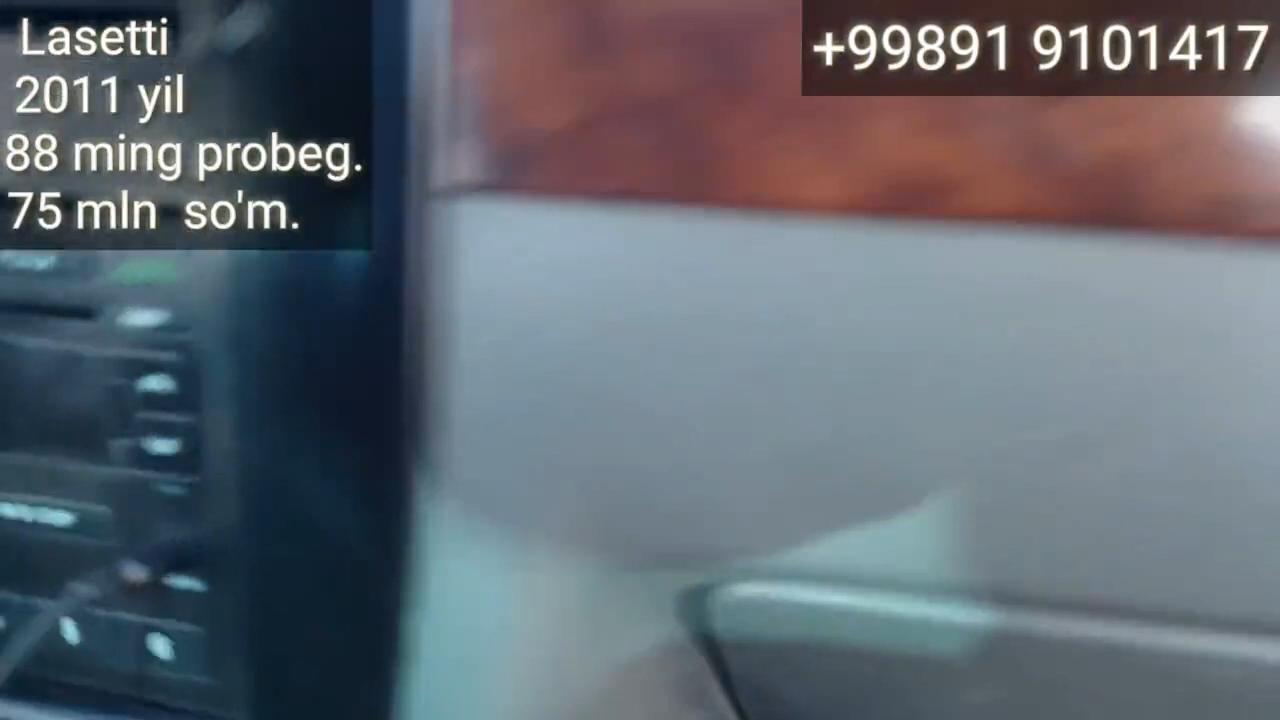 Lasetti
2011 yil
88 ming probeg.
75 mln so'm.
+99891 9101417